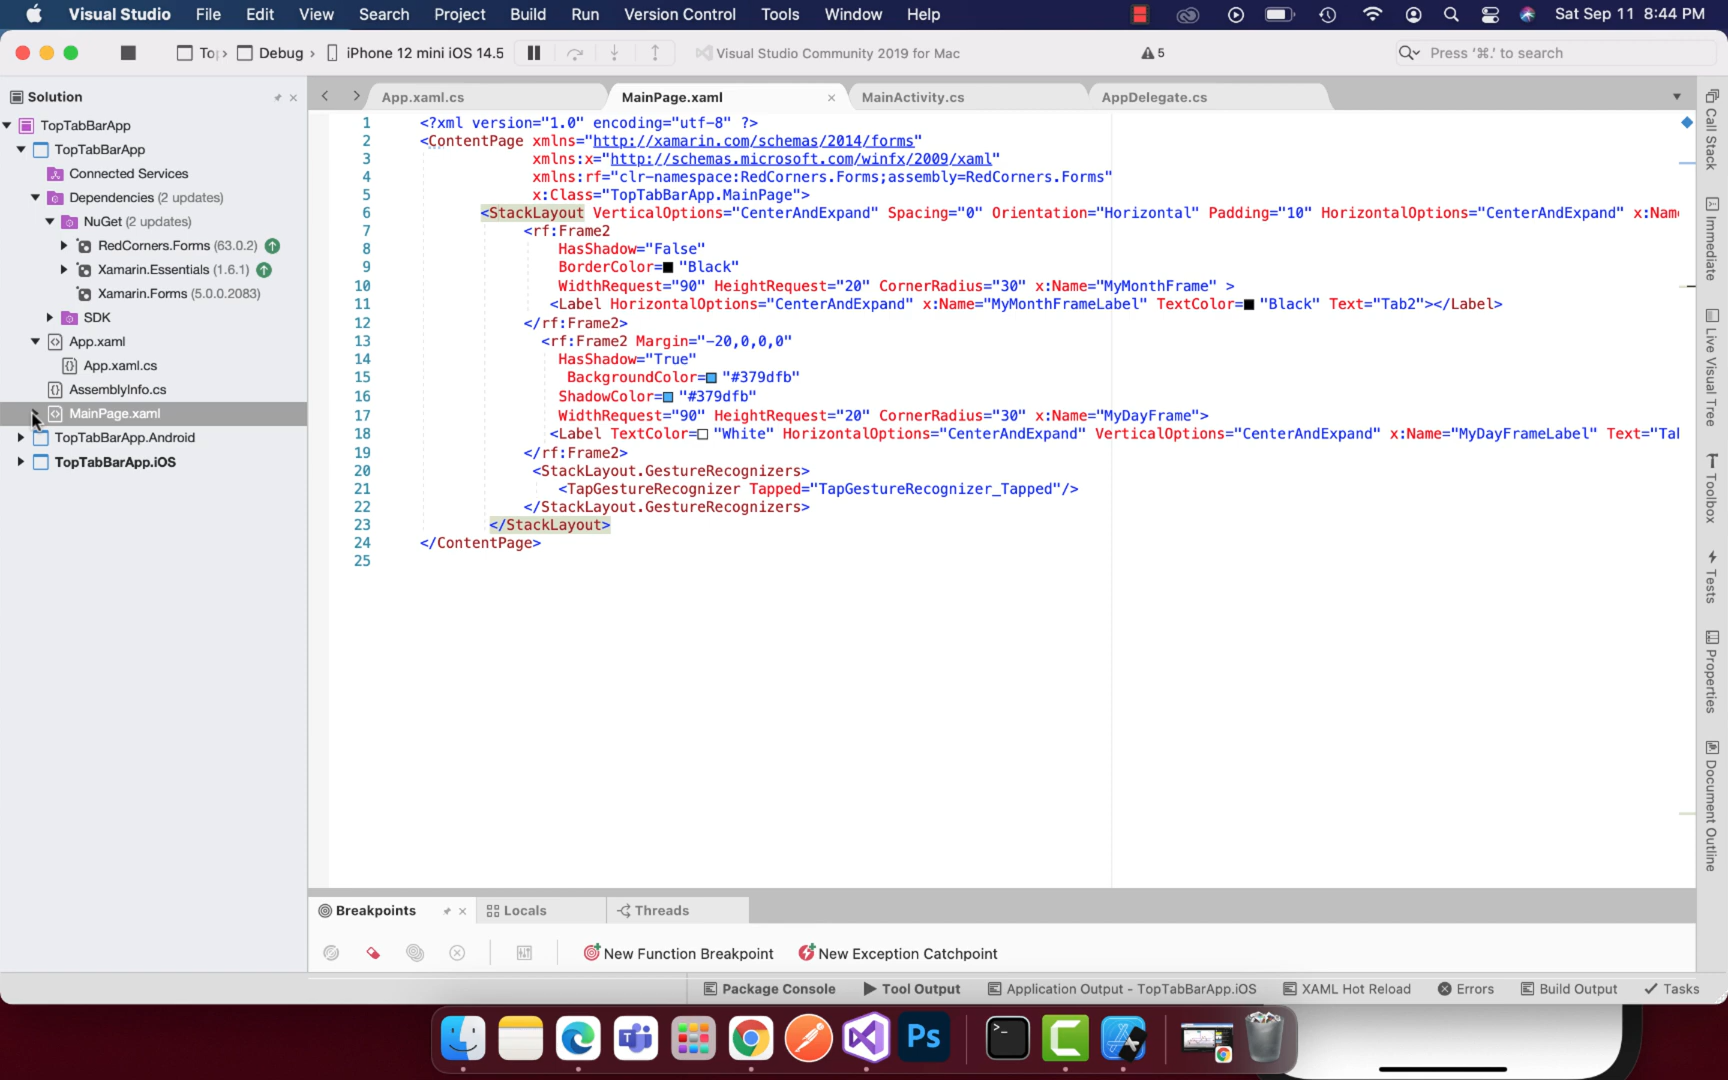 Visual Studio File Edit View Search Project Build Run Version Control Tools Window Help Sat Sep 11 8:44 PM
Debug › iPhone 12 mini iOS 14.5 Visual Studio Community 2019 for Mac 5 Press '⌘.' to search
Solution
App.xaml.cs MainPage.xaml MainActivity.cs AppDelegate.cs
TopTabBarApp
TopTabBarApp
Connected Services
Dependencies (2 updates)
NuGet (2 updates)
RedCorners.Forms (63.0.2)
Xamarin.Essentials (1.6.1)
Xamarin.Forms (5.0.0.2083)
SDK
App.xaml
App.xaml.cs
AssemblyInfo.cs
MainPage.xaml
TopTabBarApp.Android
TopTabBarApp.iOS
1 <?xml version="1.0" encoding="utf-8" ?>
2 <ContentPage xmlns="http://xamarin.com/schemas/2014/forms"
3 xmlns:x="http://schemas.microsoft.com/winfx/2009/xaml"
4 xmlns:rf="clr-namespace:RedCorners.Forms;assembly=RedCorners.Forms"
5 x:Class="TopTabBarApp.MainPage">
6 <StackLayout VerticalOptions="CenterAndExpand" Spacing="0" Orientation="Horizontal" Padding="10" HorizontalOptions="CenterAndExpand" x:Nam
7 <rf:Frame2
8 HasShadow="False"
9 BorderColor="Black"
10 WidthRequest="90" HeightRequest="20" CornerRadius="30" x:Name="MyMonthFrame" >
11 <Label HorizontalOptions="CenterAndExpand" x:Name="MyMonthFrameLabel" TextColor="Black" Text="Tab2"></Label>
12 </rf:Frame2>
13 <rf:Frame2 Margin="-20,0,0,0"
14 HasShadow="True"
15 BackgroundColor="#379dfb"
16 ShadowColor="#379dfb"
17 WidthRequest="90" HeightRequest="20" CornerRadius="30" x:Name="MyDayFrame">
18 <Label TextColor="White" HorizontalOptions="CenterAndExpand" VerticalOptions="CenterAndExpand" x:Name="MyDayFrameLabel" Text="Ta
19 </rf:Frame2>
20 <StackLayout.GestureRecognizers>
21 <TapGestureRecognizer Tapped="TapGestureRecognizer_Tapped"/>
22 </StackLayout.GestureRecognizers>
23 </StackLayout>
24 </ContentPage>
25
Call Stack
Immediate
Live Visual Tree
Toolbox
Tests
Properties
Document Outline
Breakpoints Locals Threads
New Function Breakpoint New Exception Catchpoint
Package Console Tool Output Application Output - TopTabBarApp.iOS XAML Hot Reload Errors Build Output Tasks
Ps